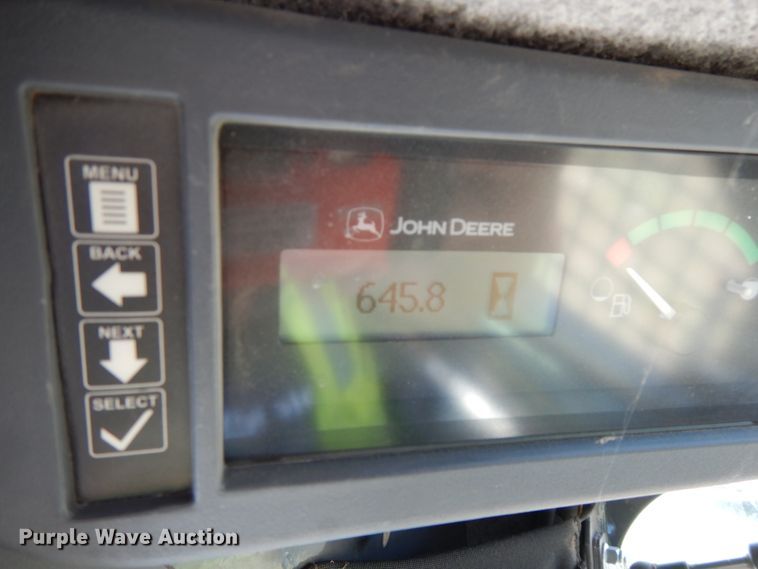 MENU
BACK
NEXT
SELECT
JOHN DEERE
645.8
Purple Wave Auction